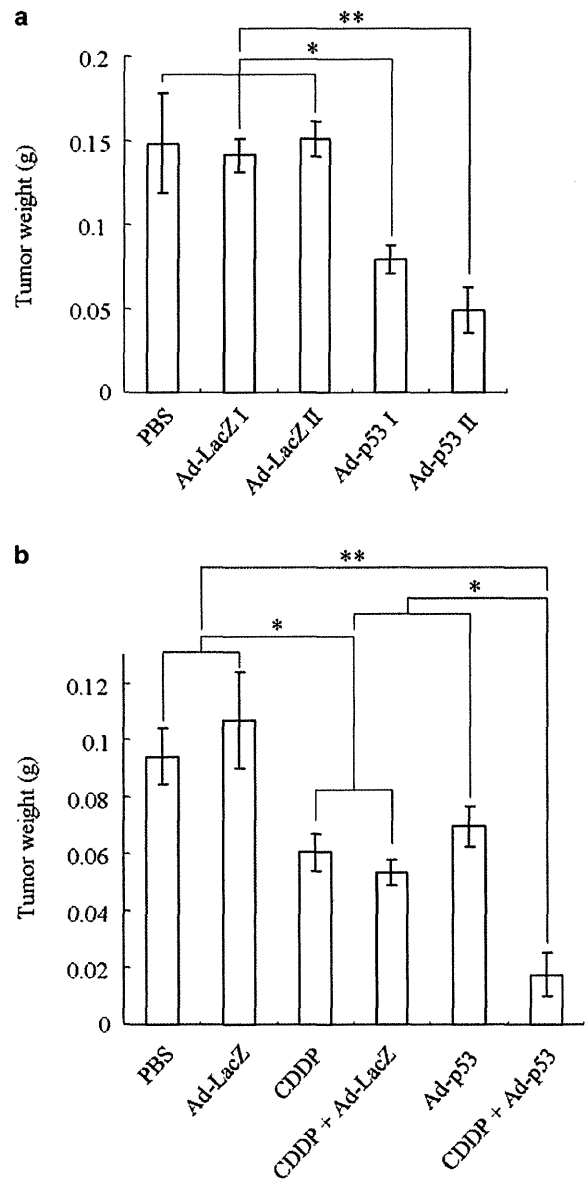 a
**
*
0.2
0.15
0.1
0.05
0
Tumor weight (g)
PBS
Ad-LacZ I
Ad-LacZ II
Ad-p53 I
Ad-p53 II
b
**
*
*
0.12
0.1
0.08
0.06
0.04
0.02
0
Tumor weight (g)
PBS
Ad-LacZ
CDDP
CDDP + Ad-LacZ
Ad-p53
CDDP + Ad-p53